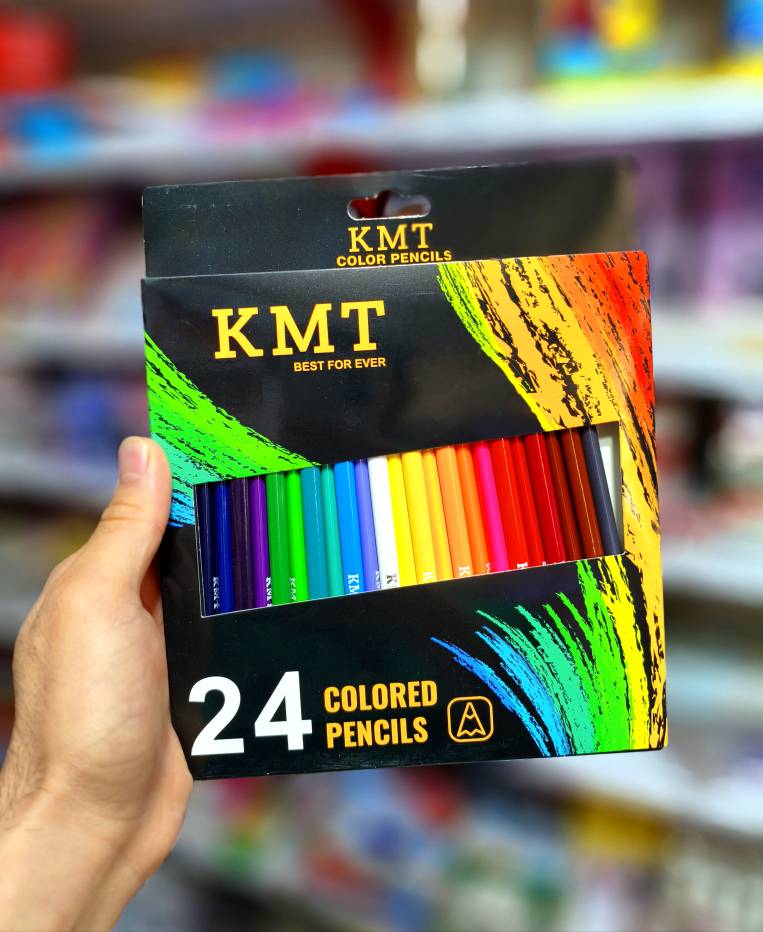 KMT
COLOR PENCILS
KMT
BEST FOR EVER
24
COLORED
PENCILS